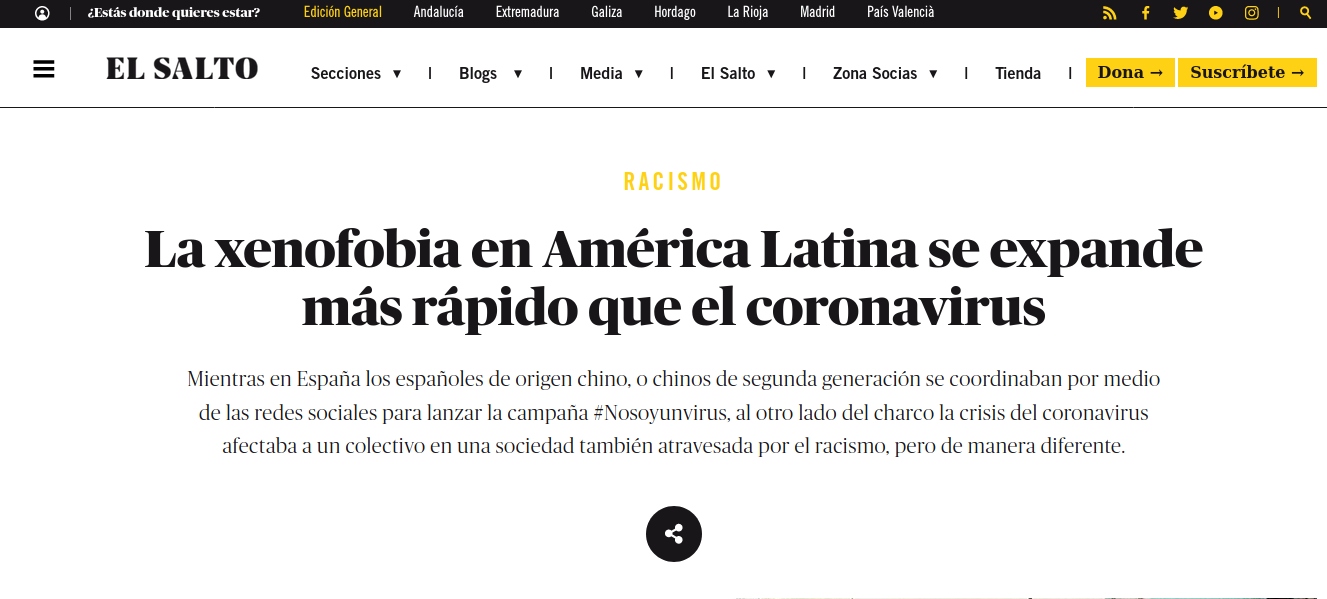 ¿Estás donde quieres estar? Edición General Andalucía Extremadura Galiza Hordago La Rioja Madrid País Valencià
EL SALTO Secciones ▼ | Blogs ▼ | Media ▼ | El Salto ▼ | Zona Socias ▼ | Tienda | Dona → Suscríbete →
RACISMO
La xenofobia en América Latina se expande
más rápido que el coronavirus
Mientras en España los españoles de origen chino, o chinos de segunda generación se coordinaban por medio
de las redes sociales para lanzar la campaña #Nosoyunvirus, al otro lado del charco la crisis del coronavirus
afectaba a un colectivo en una sociedad también atravesada por el racismo, pero de manera diferente.